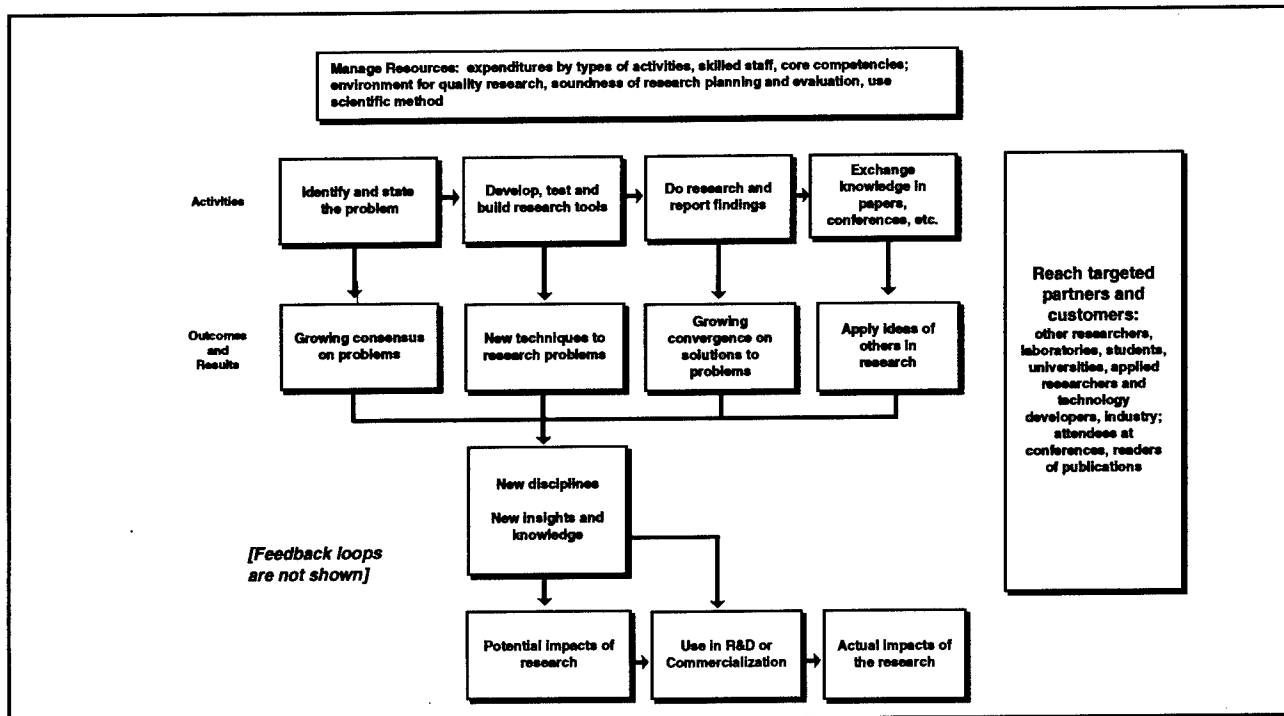 Manage Resources: expenditures by types of activities, skilled staff, core competencies;
environment for quality research, soundness of research planning and evaluation, use
scientific method
Activities
Identify and state
the problem
Develop, test and
build research tools
Do research and
report findings
Exchange
knowledge in
papers,
conferences, etc.
Outcomes
and
Results
Growing consensus
on problems
New techniques to
research problems
Growing
convergence on
solutions to
problems
Apply ideas of
others in
research
Reach targeted
partners and
customers:
other researchers,
laboratories, students,
universities, applied
researchers and
technology
developers, industry;
attendees at
conferences, readers
of publications
New disciplines
New insights and
knowledge
[Feedback loops
are not shown]
Potential impacts of
research
Use in R&D or
Commercialization
Actual impacts of
the research